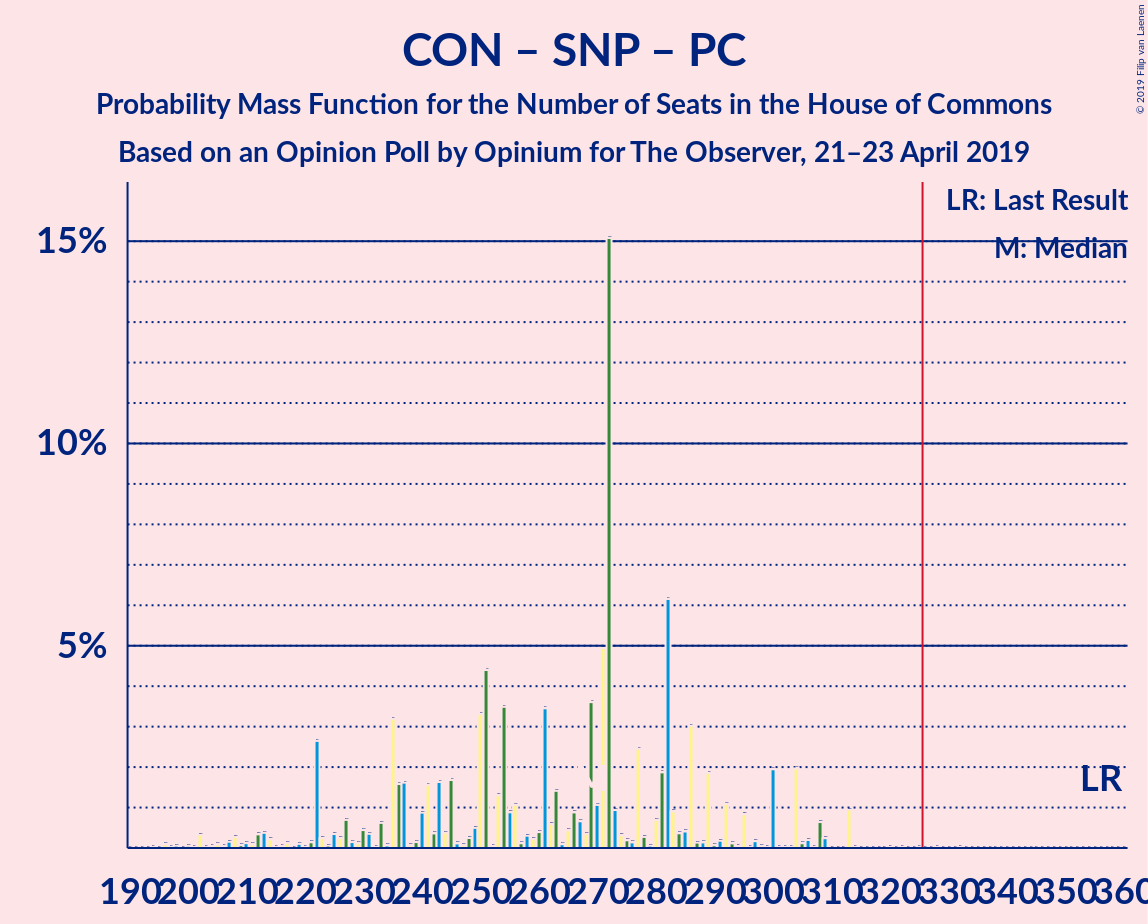 CON – SNP – PC
Probability Mass Function for the Number of Seats in the House of Commons
Based on an Opinion Poll by Opinium for The Observer, 21–23 April 2019
© 2019 Filip van Laenen
LR: Last Result
M: Median
15%
10%
5%
LR
190 200 210 220 230 240 250 260 270 280 290 300 310 320 330 340 350 360